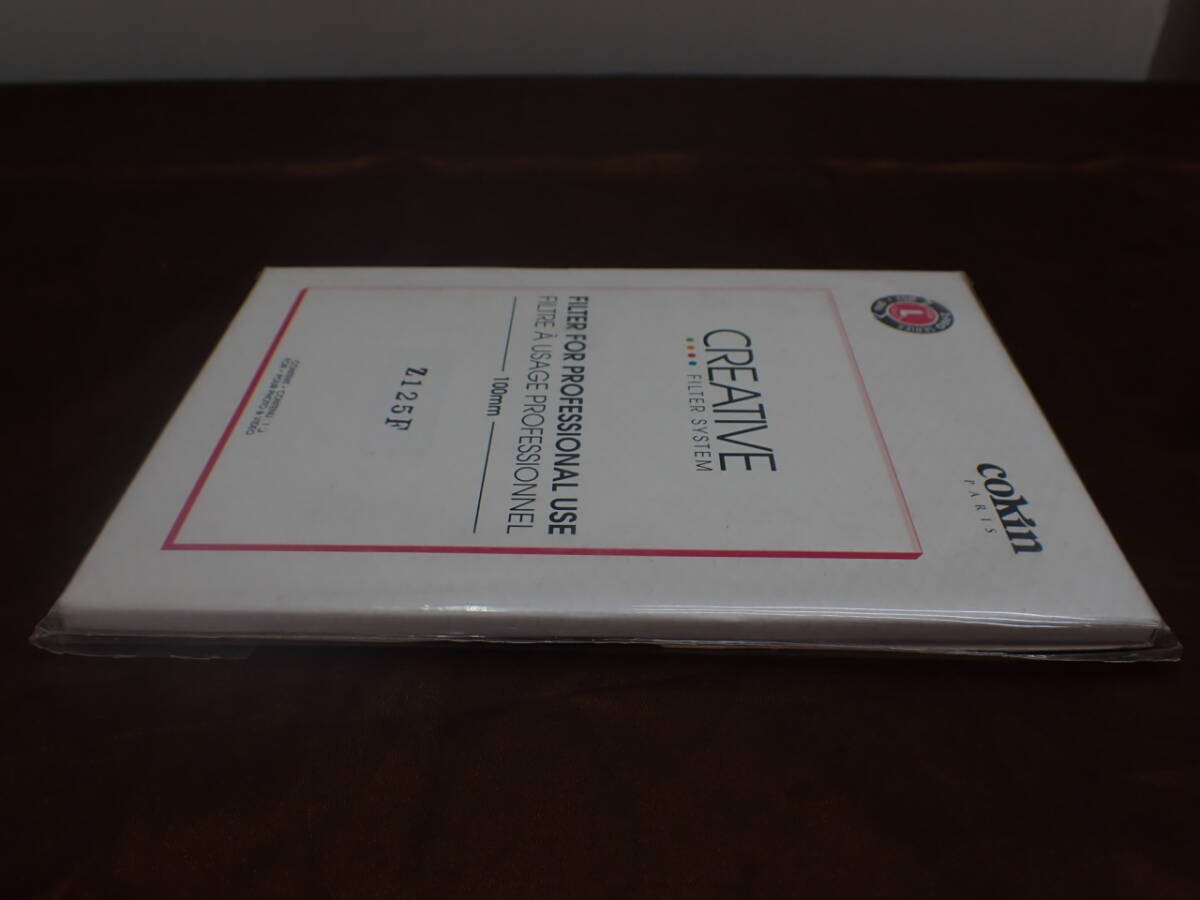 cokin
PARIS
CREATIVE
FILTER SYSTEM
FILTER FOR PROFESSIONAL USE
FILTRE À USAGE PROFESSIONNEL
100mm
Z125F
L